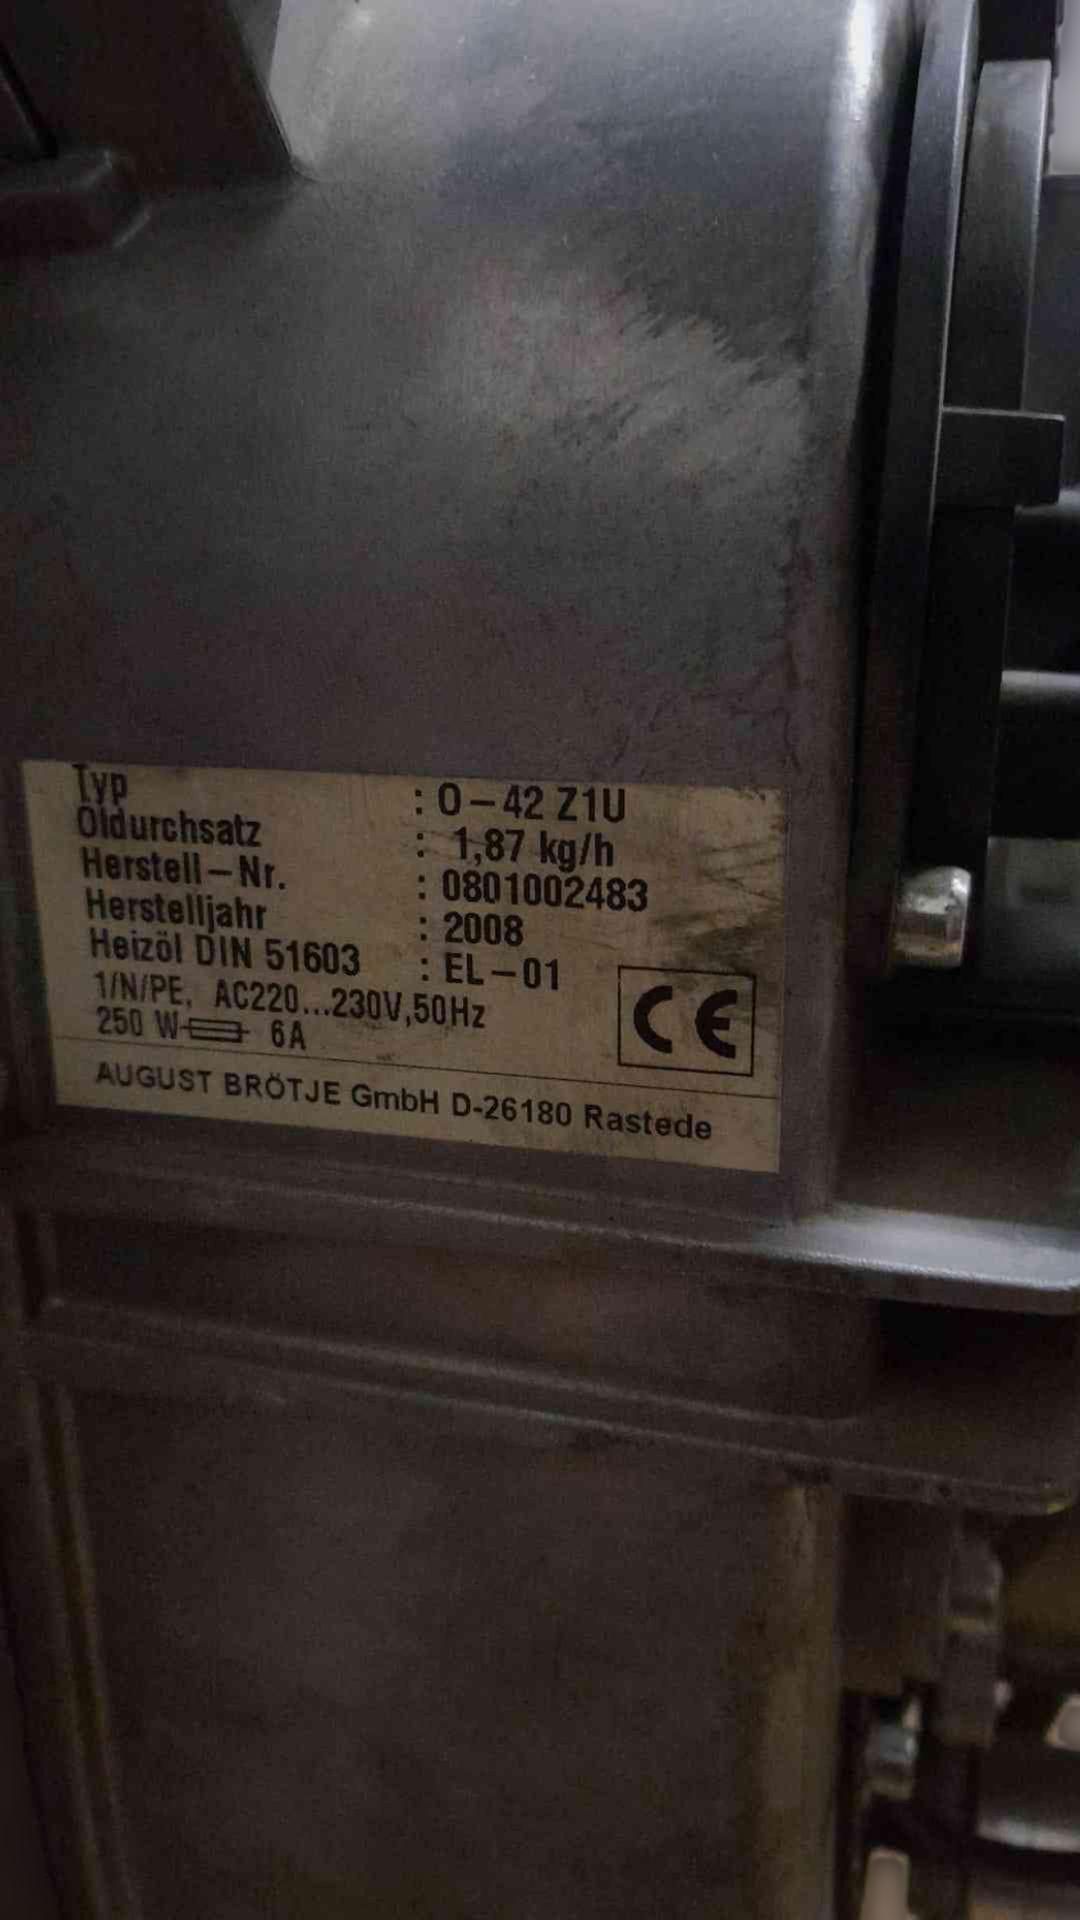 Typ : O-42 Z1U
Öldurchsatz : 1,87 kg/h
Herstell-Nr. : 0801002483
Herstelljahr : 2008
Heizöl DIN 51603 : EL-01
1/N/PE, AC220...230V,50Hz
250 W 6A
CE
AUGUST BRÖTJE GmbH D-26180 Rastede